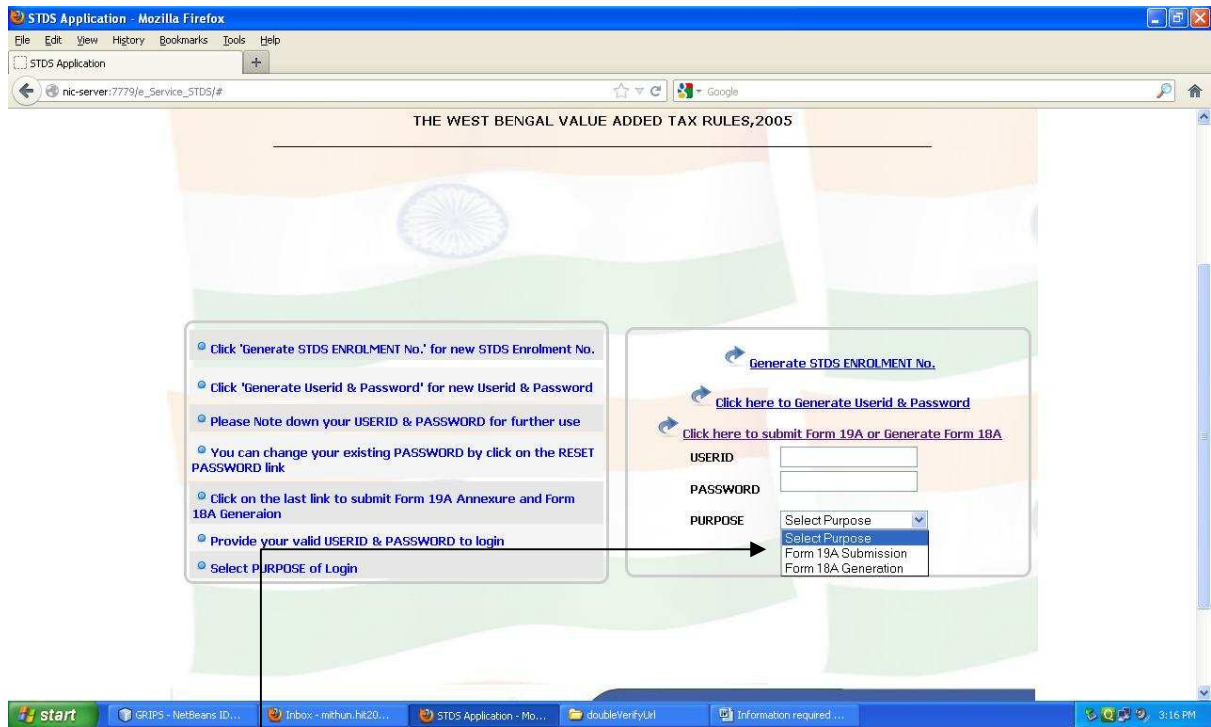 STDS Application - Mozilla Firefox
File Edit View History Bookmarks Tools Help
STDS Application
nic-server:7779/e_Service_STDS/#
Google
THE WEST BENGAL VALUE ADDED TAX RULES,2005
Click 'Generate STDS ENROLMENT No.' for new STDS Enrolment No.
Click 'Generate Userid & Password' for new Userid & Password
Please Note down your USERID & PASSWORD for further use
You can change your existing PASSWORD by click on the RESET
PASSWORD link
Click on the last link to submit Form 19A Annexure and Form
18A Generaion
Provide your valid USERID & PASSWORD to login
Select PURPOSE of Login
Generate STDS ENROLMENT No.
Click here to Generate Userid & Password
Click here to submit Form 19A or Generate Form 18A
USERID
PASSWORD
PURPOSE Select Purpose
Select Purpose
Form 19A Submission
Form 18A Generation
start GRIPS - NetBeans ID... Inbox - mithun.hit20... STDS Application - Mo... doubleVerifyUrl Information required ... 3:16 PM